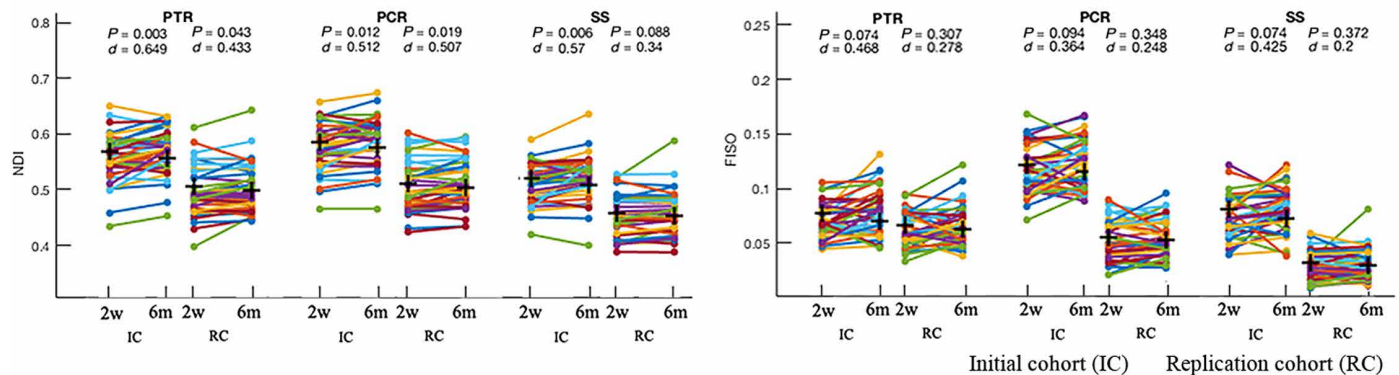 PTR PCR SS
P = 0.003 P = 0.043 P = 0.012 P = 0.019 P = 0.006 P = 0.088
d = 0.649 d = 0.433 d = 0.512 d = 0.507 d = 0.57 d = 0.34
0.8
0.7
0.6
0.5
0.4
NDI
2w 6m 2w 6m 2w 6m 2w 6m 2w 6m 2w 6m
IC RC IC RC IC RC
PTR PCR SS
P = 0.074 P = 0.307 P = 0.094 P = 0.348 P = 0.074 P = 0.372
d = 0.468 d = 0.278 d = 0.364 d = 0.248 d = 0.425 d = 0.2
0.25
0.2
0.15
0.1
0.05
FISO
2w 6m 2w 6m 2w 6m 2w 6m 2w 6m 2w 6m
IC RC IC RC IC RC
Initial cohort (IC) Replication cohort (RC)